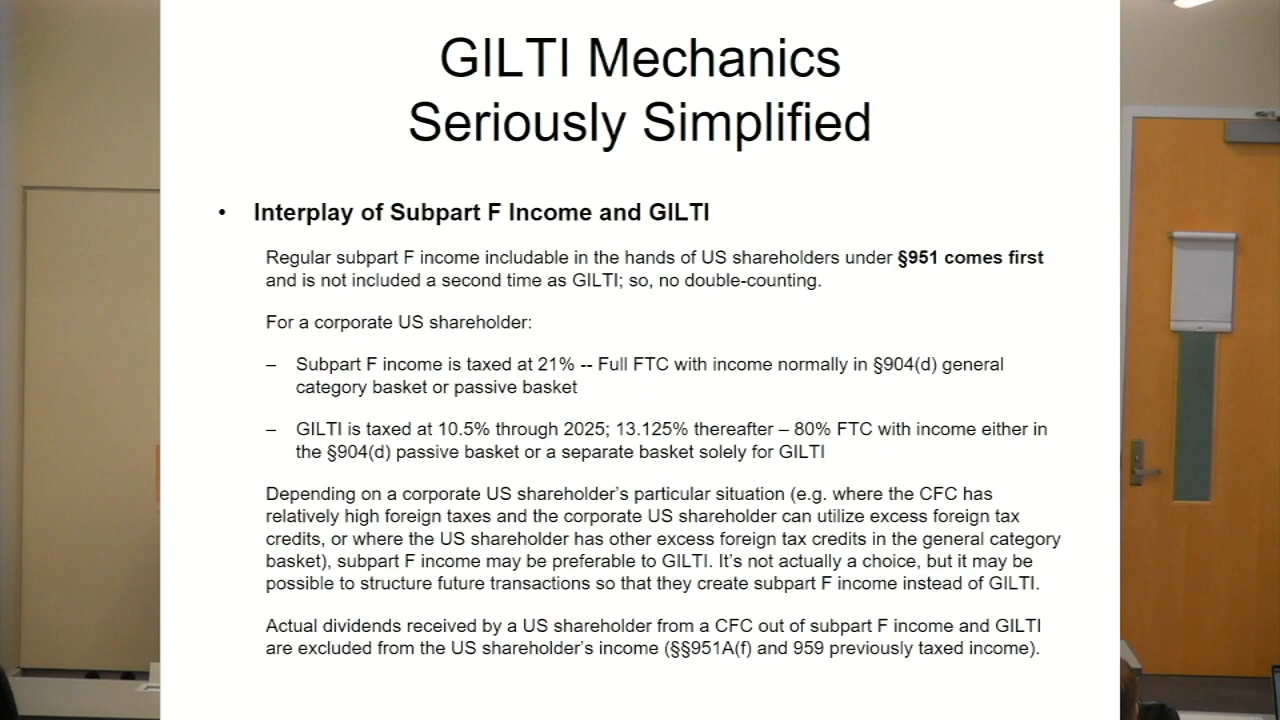 GILTI Mechanics
Seriously Simplified
• Interplay of Subpart F Income and GILTI
Regular subpart F income includable in the hands of US shareholders under §951 comes first
and is not included a second time as GILTI; so, no double-counting.
For a corporate US shareholder:
– Subpart F income is taxed at 21% -- Full FTC with income normally in §904(d) general
category basket or passive basket
– GILTI is taxed at 10.5% through 2025; 13.125% thereafter – 80% FTC with income either in
the §904(d) passive basket or a separate basket solely for GILTI
Depending on a corporate US shareholder’s particular situation (e.g. where the CFC has
relatively high foreign taxes and the corporate US shareholder can utilize excess foreign tax
credits, or where the US shareholder has other excess foreign tax credits in the general category
basket), subpart F income may be preferable to GILTI. It’s not actually a choice, but it may be
possible to structure future transactions so that they create subpart F income instead of GILTI.
Actual dividends received by a US shareholder from a CFC out of subpart F income and GILTI
are excluded from the US shareholder’s income (§§951A(f) and 959 previously taxed income).